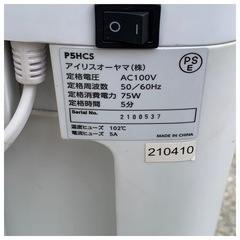 P5HCS
アイリスオーヤマ(株)
定格電圧 AC100V
定格周波数 50/60Hz
定格消費電力 75W
定格時間 5分
Serial No.
2100537
温度ヒューズ 102℃
電流ヒューズ 5A
MADE IN CHINA
PS
E
210410